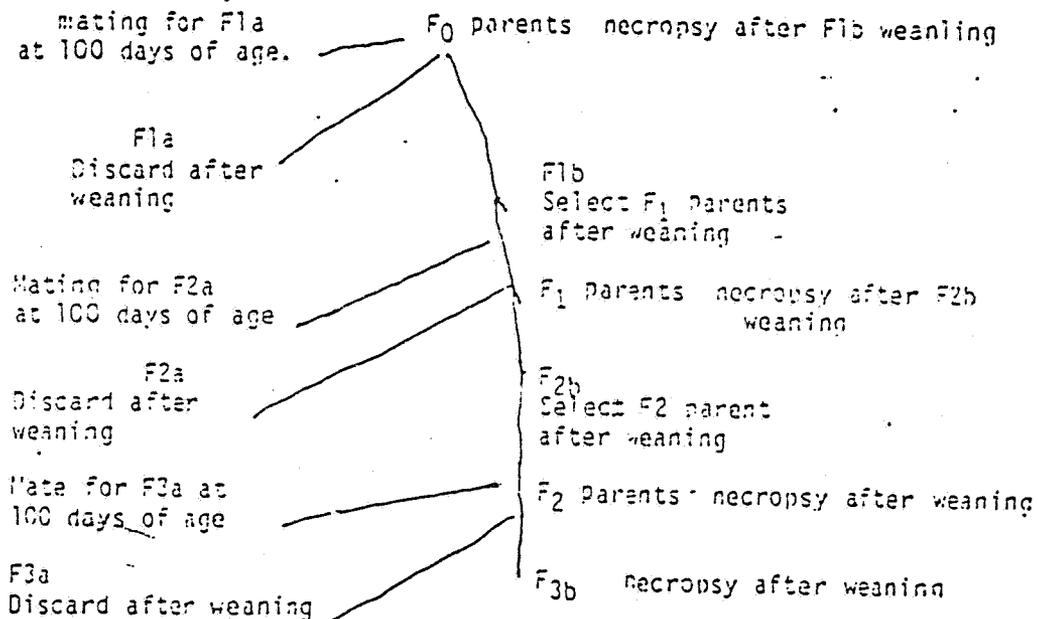 mating for F1a
at 100 days of age.
F0 parents necropsy after F1b weanling
F1a
Discard after
weaning
F1b
Select F1 parents
after weaning -
Mating for F2a
at 100 days of age
F1 parents necropsy after F2b
weaning
F2a
Discard after
weaning
F2b
Select F2 parent
after weaning
Mate for F3a at
100 days of age
F2 parents - necropsy after weaning
F3a
Discard after weaning
F3b necropsy after weaning